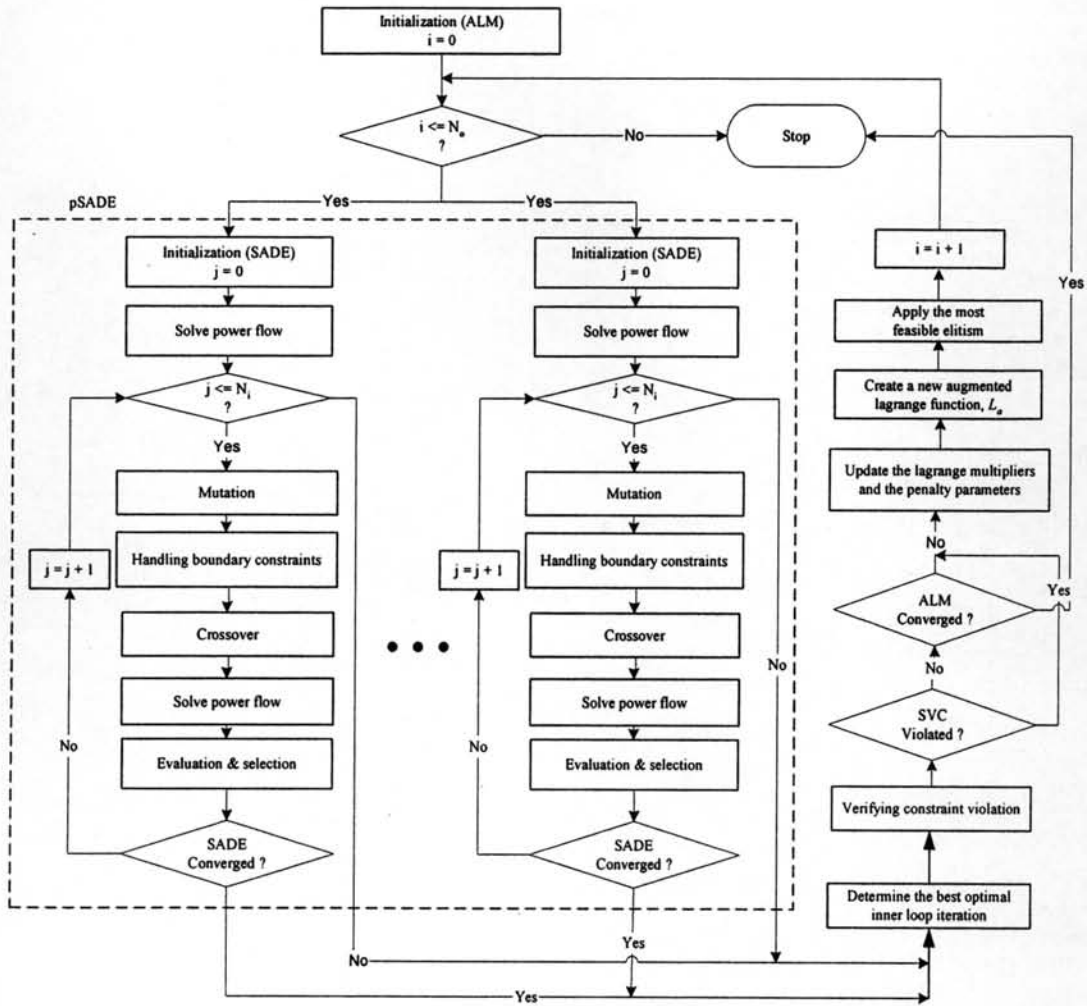 Initialization (ALM)
i = 0
i <= Nₒ
?
No
Stop
Yes
Yes
pSADE
Initialization (SADE)
j = 0
Solve power flow
j <= Nᵢ
?
Yes
Mutation
Handling boundary constraints
j = j + 1
Crossover
Solve power flow
No
Evaluation & selection
SADE
Converged ?
Initialization (SADE)
j = 0
Solve power flow
j <= Nᵢ
?
Yes
Mutation
Handling boundary constraints
j = j + 1
Crossover
Solve power flow
No
Evaluation & selection
SADE
Converged ?
No
Yes
No
Yes
i = i + 1
Yes
Apply the most
feasible elitism
Create a new augmented
lagrange function, Lₐ
Update the lagrange multipliers
and the penalty parameters
No
ALM
Converged ?
Yes
No
SVC
Violated ?
Verifying constraint violation
Determine the best optimal
inner loop iteration